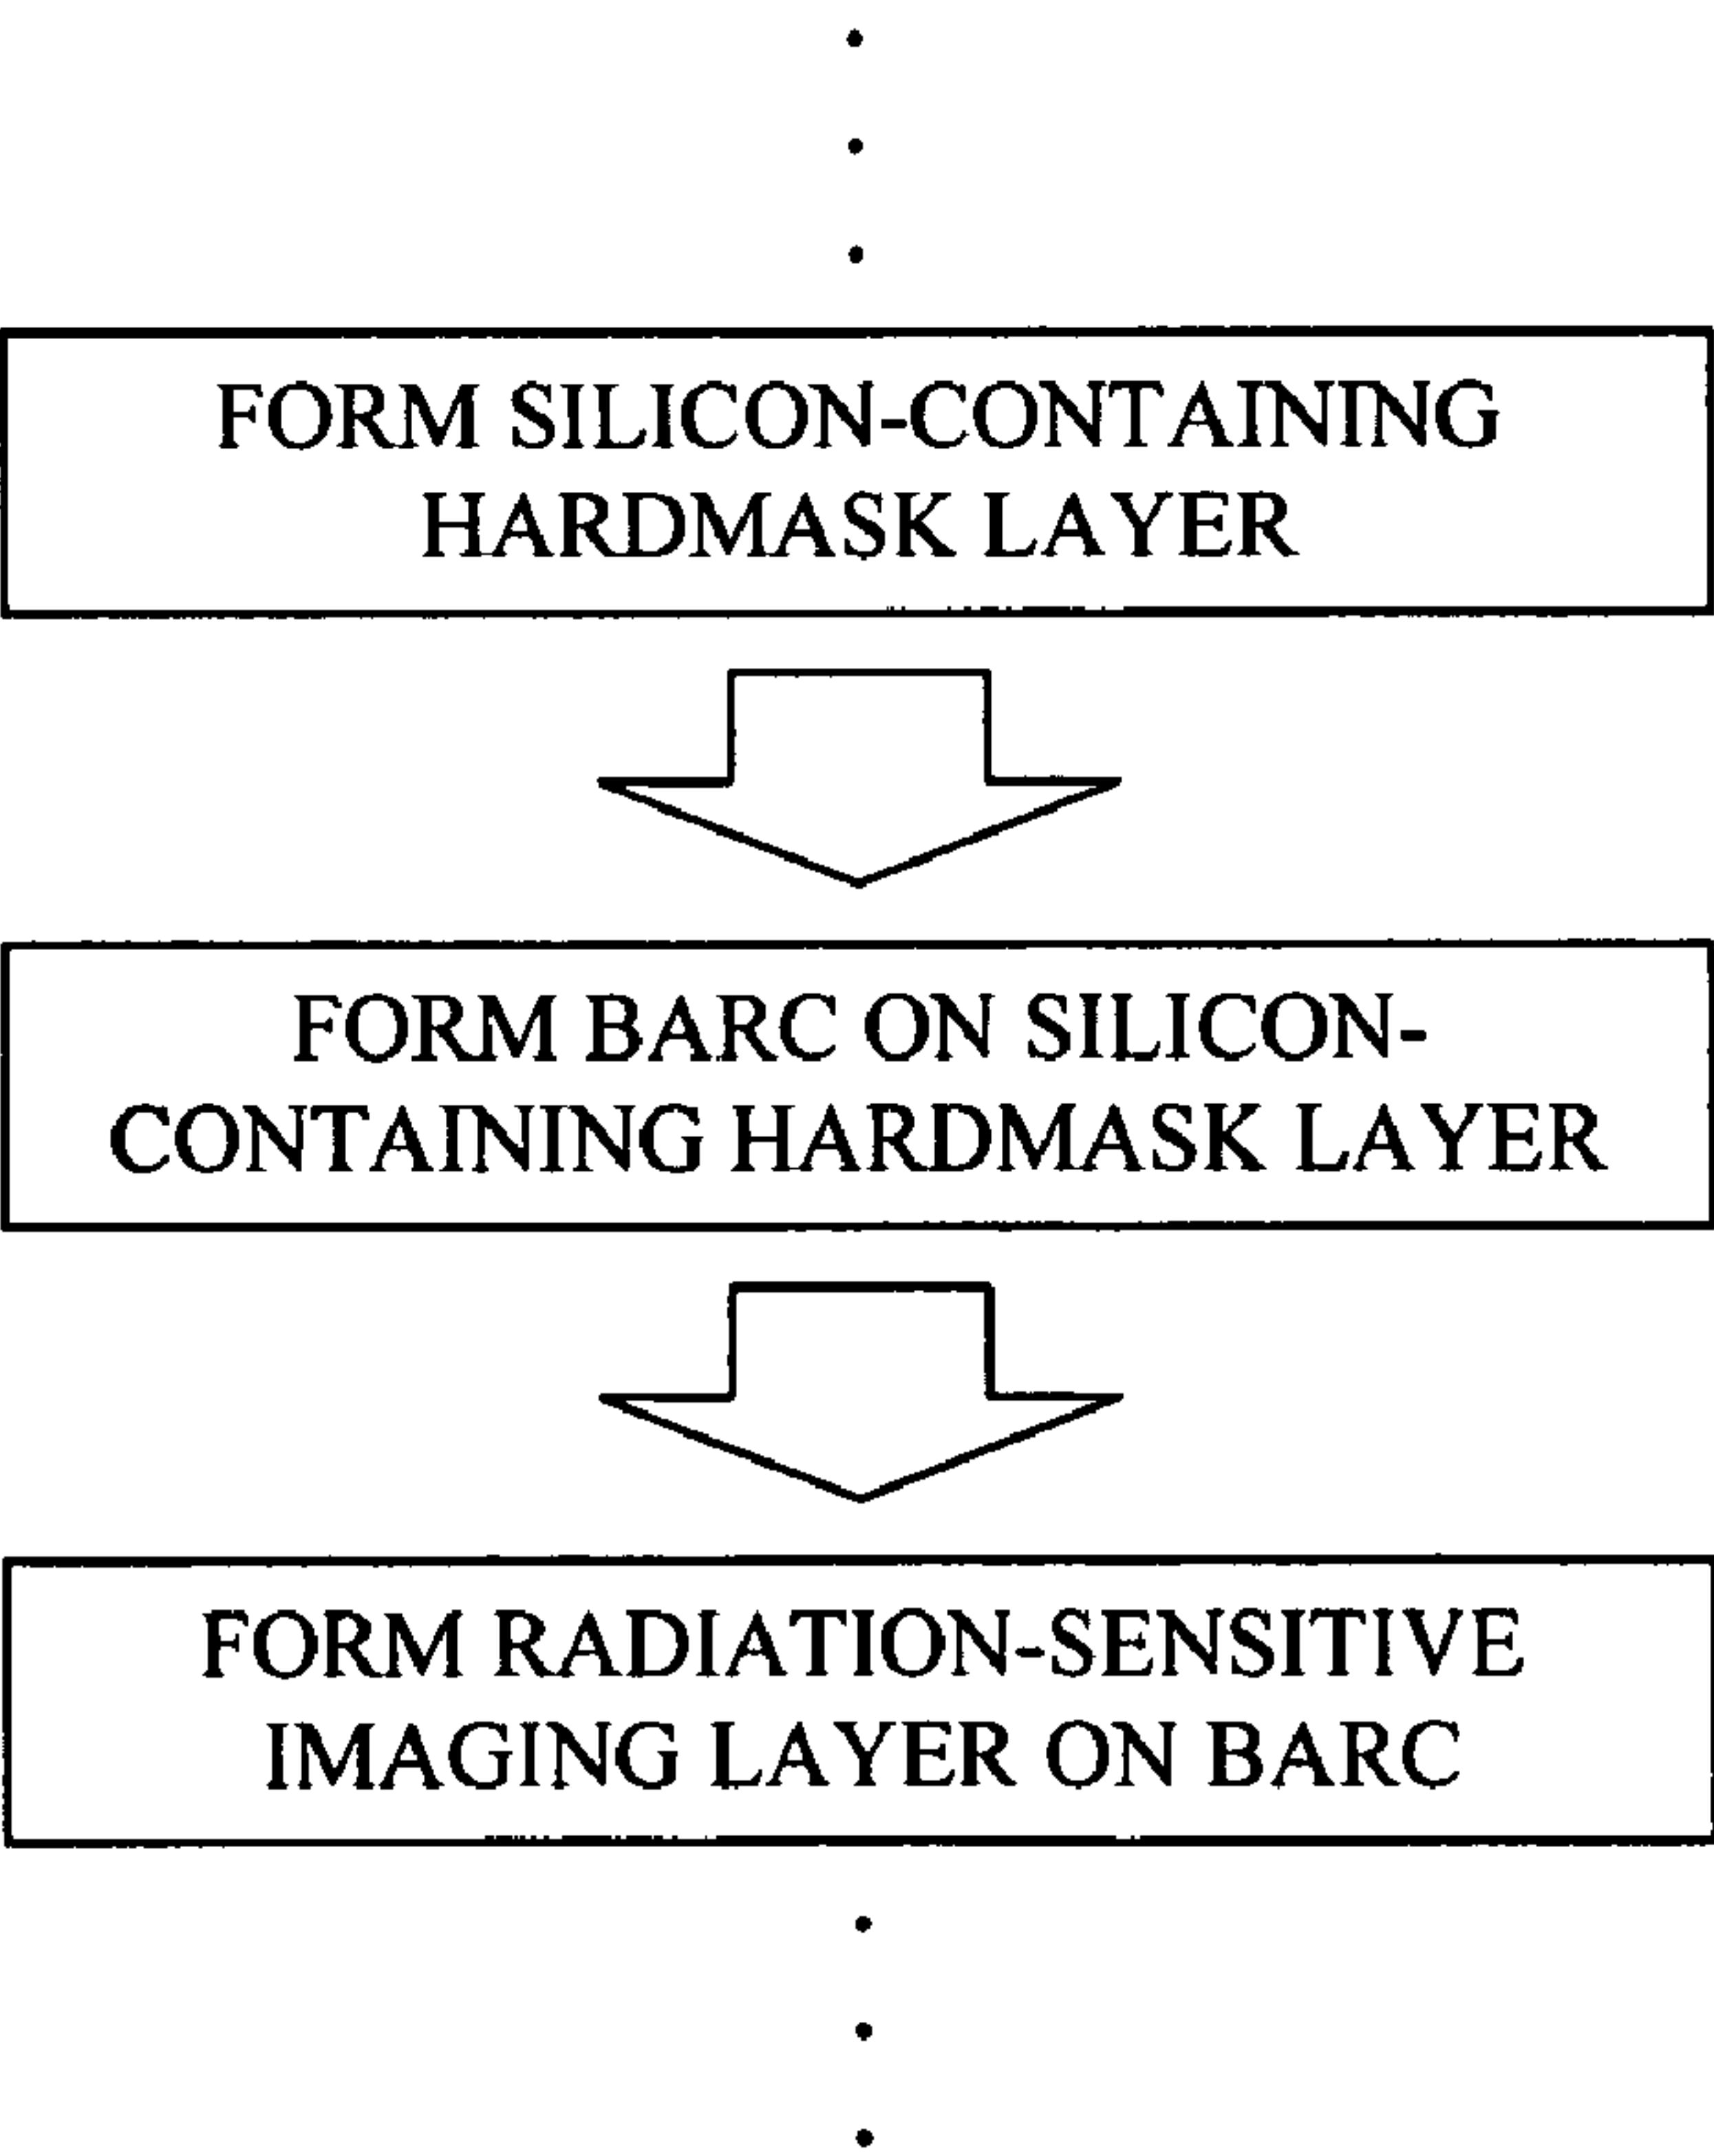 FORM SILICON-CONTAINING
HARDMASK LAYER
FORM BARC ON SILICON-
CONTAINING HARDMASK LAYER
FORM RADIATION-SENSITIVE
IMAGING LAYER ON BARC